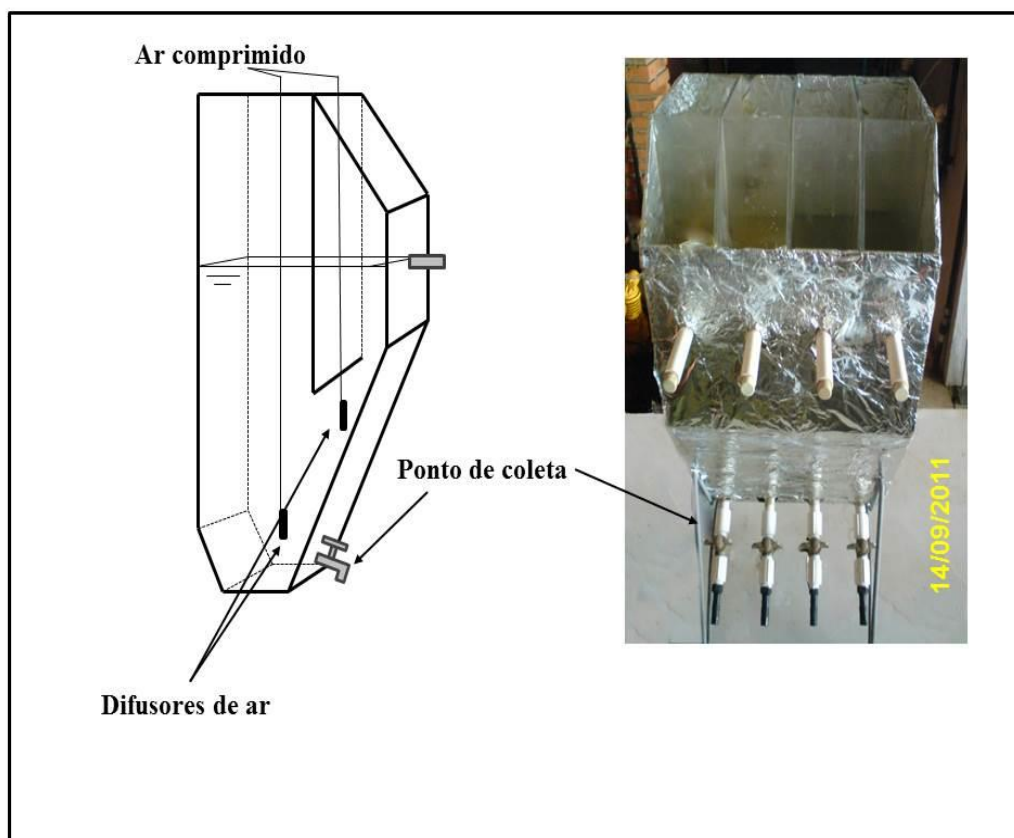 Ar comprimido
Ponto de coleta
Difusores de ar
14/09/2011